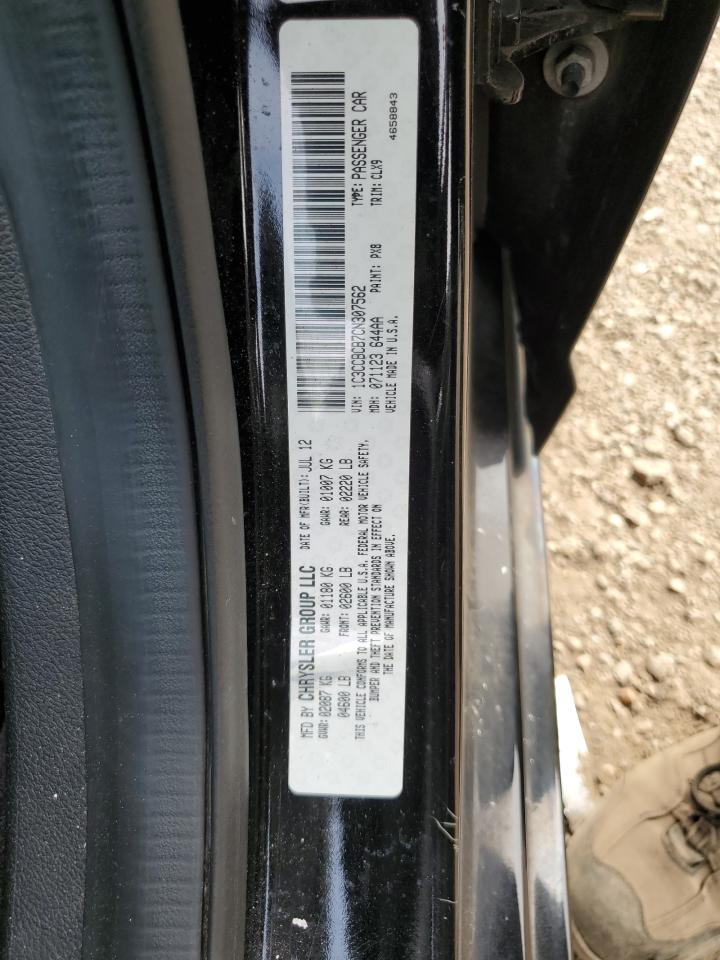 MFD BY CHRYSLER GROUP LLC DATE OF MFR(BUILT): JUL 12
GVWR: 02087 KG GAWR: 01180 KG GAWR: 01007 KG
04600 LB FRONT: 02600 LB REAR: 02220 LB
THIS VEHICLE CONFORMS TO ALL APPLICABLE U.S.A. FEDERAL MOTOR VEHICLE SAFETY,
BUMPER AND THEFT PREVENTION STANDARDS IN EFFECT ON
THE DATE OF MANUFACTURE SHOWN ABOVE.
VIN: 1C3CCBCB7CN307562 TYPE: PASSENGER CAR
MDH: 071123 644AA PAINT: PX8 TRIM: CLX9
VEHICLE MADE IN U.S.A. 4658843